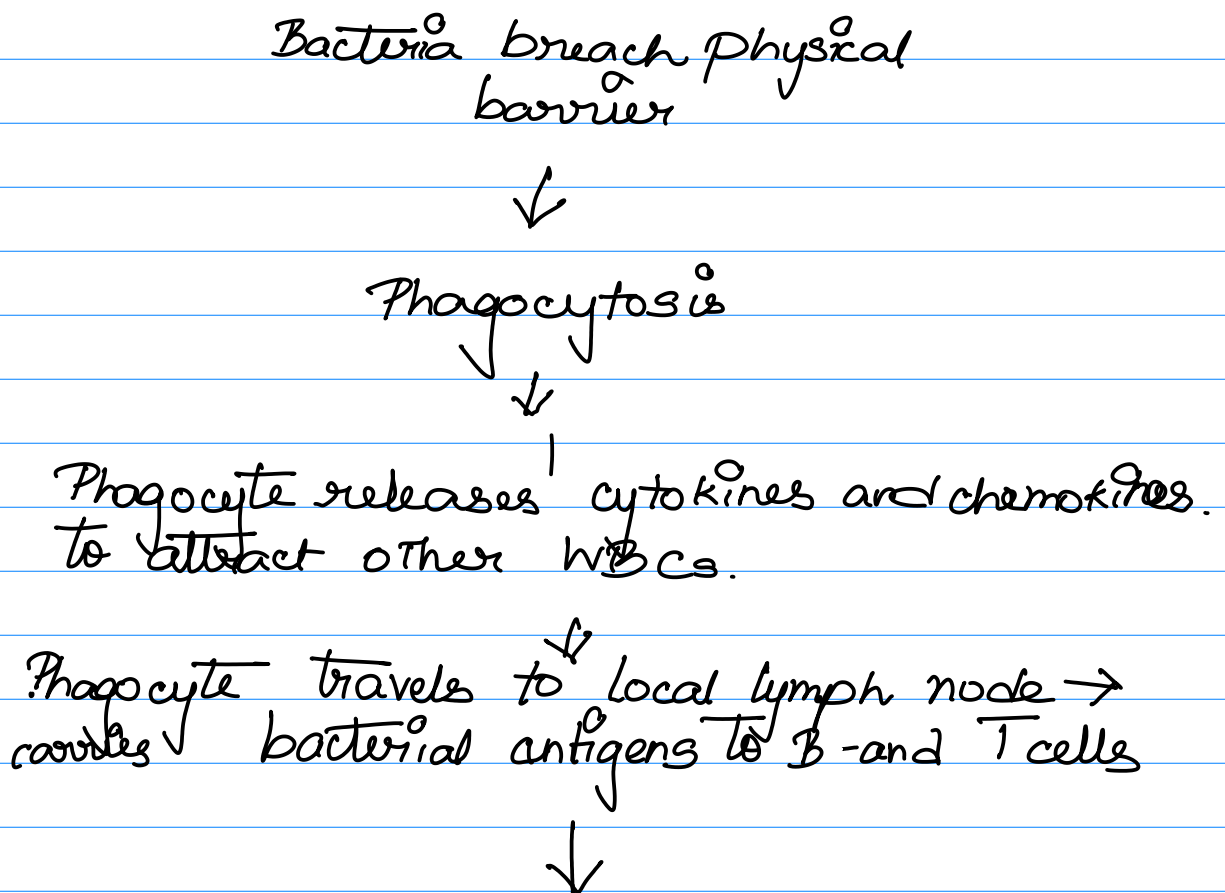 Bacteria breach physical
barrier
↓
Phagocytosis
↓
Phagocyte releases cytokines and chemokines.
to attract other WBCs.
↓
Phagocyte travels to local lymph node →
carries bacterial antigens to B-and T cells
↓